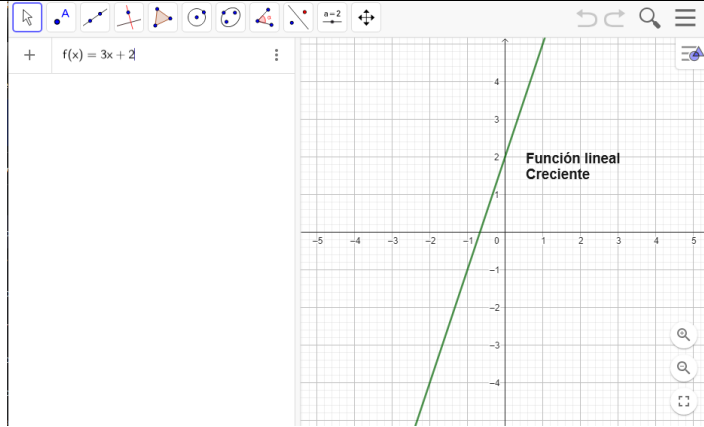 A
a=2
f(x) = 3x + 2
4
3
2
Función lineal
Creciente
1
−5 −4 −3 −2 −1 0 1 2 3 4 5
−1
−2
−3
−4